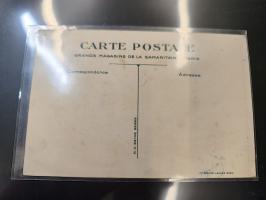 CARTE POSTALE
GRANDS MAGASINS DE LA SAMARITAINE PARIS
Correspondance
Adresse